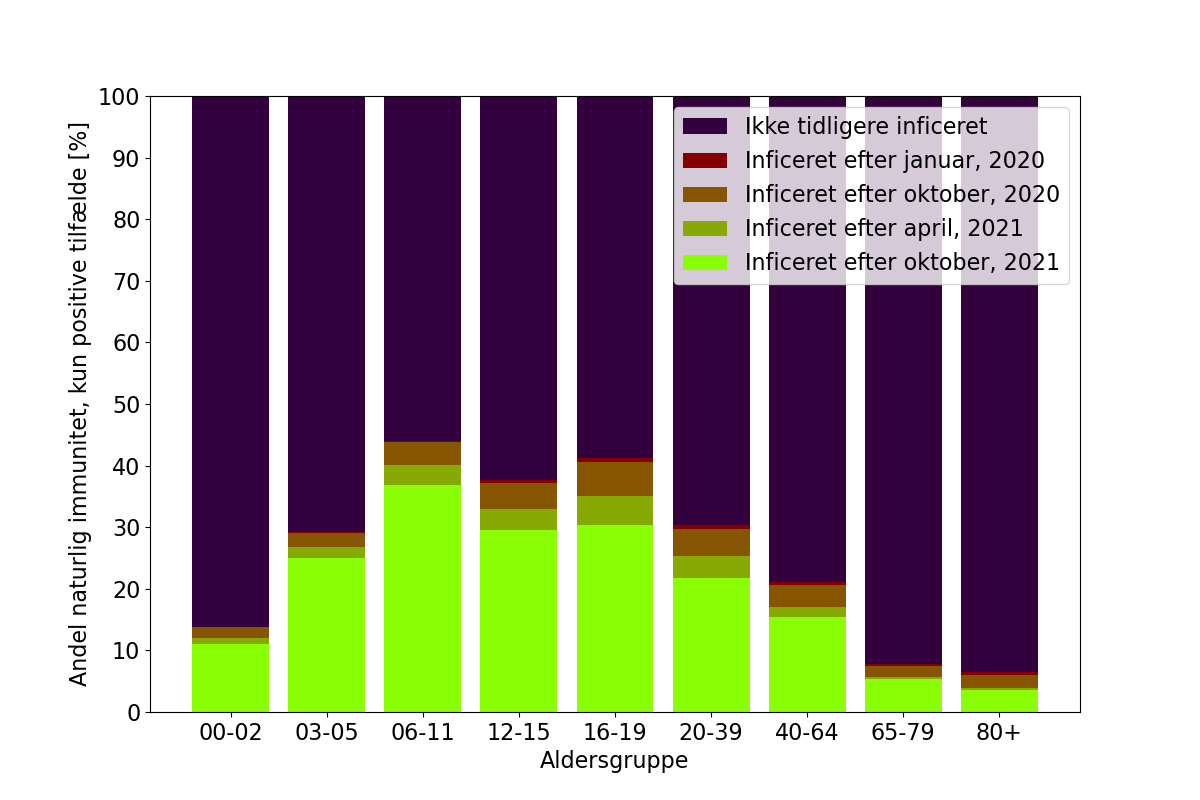 100
90
80
70
60
50
40
30
20
10
0
Andel naturlig immunitet, kun positive tilfælde [%]
Ikke tidligere inficeret
Inficeret efter januar, 2020
Inficeret efter oktober, 2020
Inficeret efter april, 2021
Inficeret efter oktober, 2021
00-02 03-05 06-11 12-15 16-19 20-39 40-64 65-79 80+
Aldersgruppe